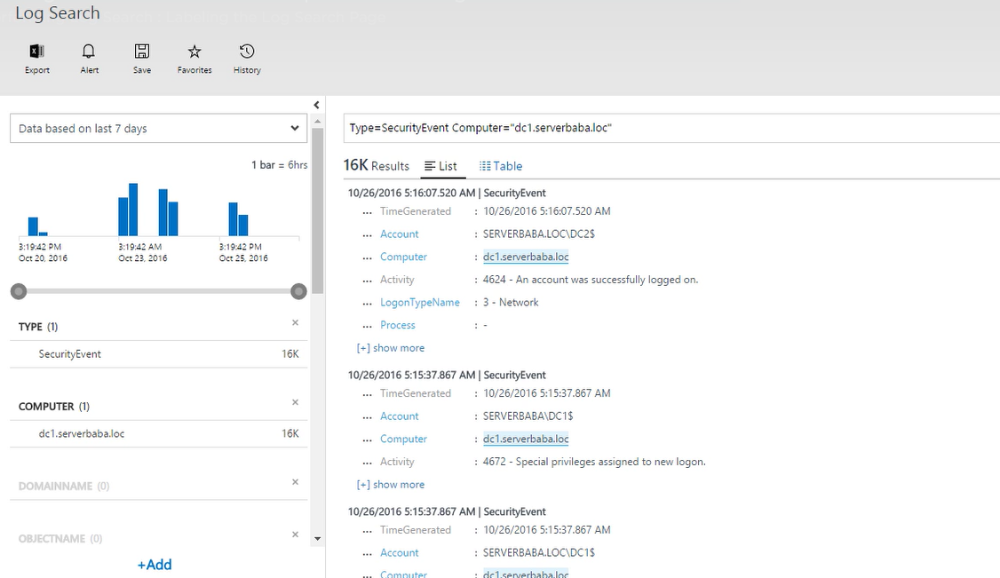 Log Search
Export
Alert
Save
Favorites
History
Data based on last 7 days
1 bar = 6hrs
3:19:42 PM
Oct 20, 2016
3:19:42 AM
Oct 23, 2016
3:19:42 PM
Oct 25, 2016
TYPE (1)
SecurityEvent 16K
COMPUTER (1)
dc1.serverbaba.loc 16K
DOMAINNAME (0)
OBJECTNAME (0)
+Add
Type=SecurityEvent Computer="dc1.serverbaba.loc"
16K Results List Table
10/26/2016 5:16:07.520 AM | SecurityEvent
... TimeGenerated : 10/26/2016 5:16:07.520 AM
... Account : SERVERBABA.LOC\DC2$
... Computer : dc1.serverbaba.loc
... Activity : 4624 - An account was successfully logged on.
... LogonTypeName : 3 - Network
... Process : -
[+] show more
10/26/2016 5:15:37.867 AM | SecurityEvent
... TimeGenerated : 10/26/2016 5:15:37.867 AM
... Account : SERVERBABA\DC1$
... Computer : dc1.serverbaba.loc
... Activity : 4672 - Special privileges assigned to new logon.
[+] show more
10/26/2016 5:15:37.867 AM | SecurityEvent
... TimeGenerated : 10/26/2016 5:15:37.867 AM
... Account : SERVERBABA.LOC\DC1$
... Computer : dc1.serverbaba.loc